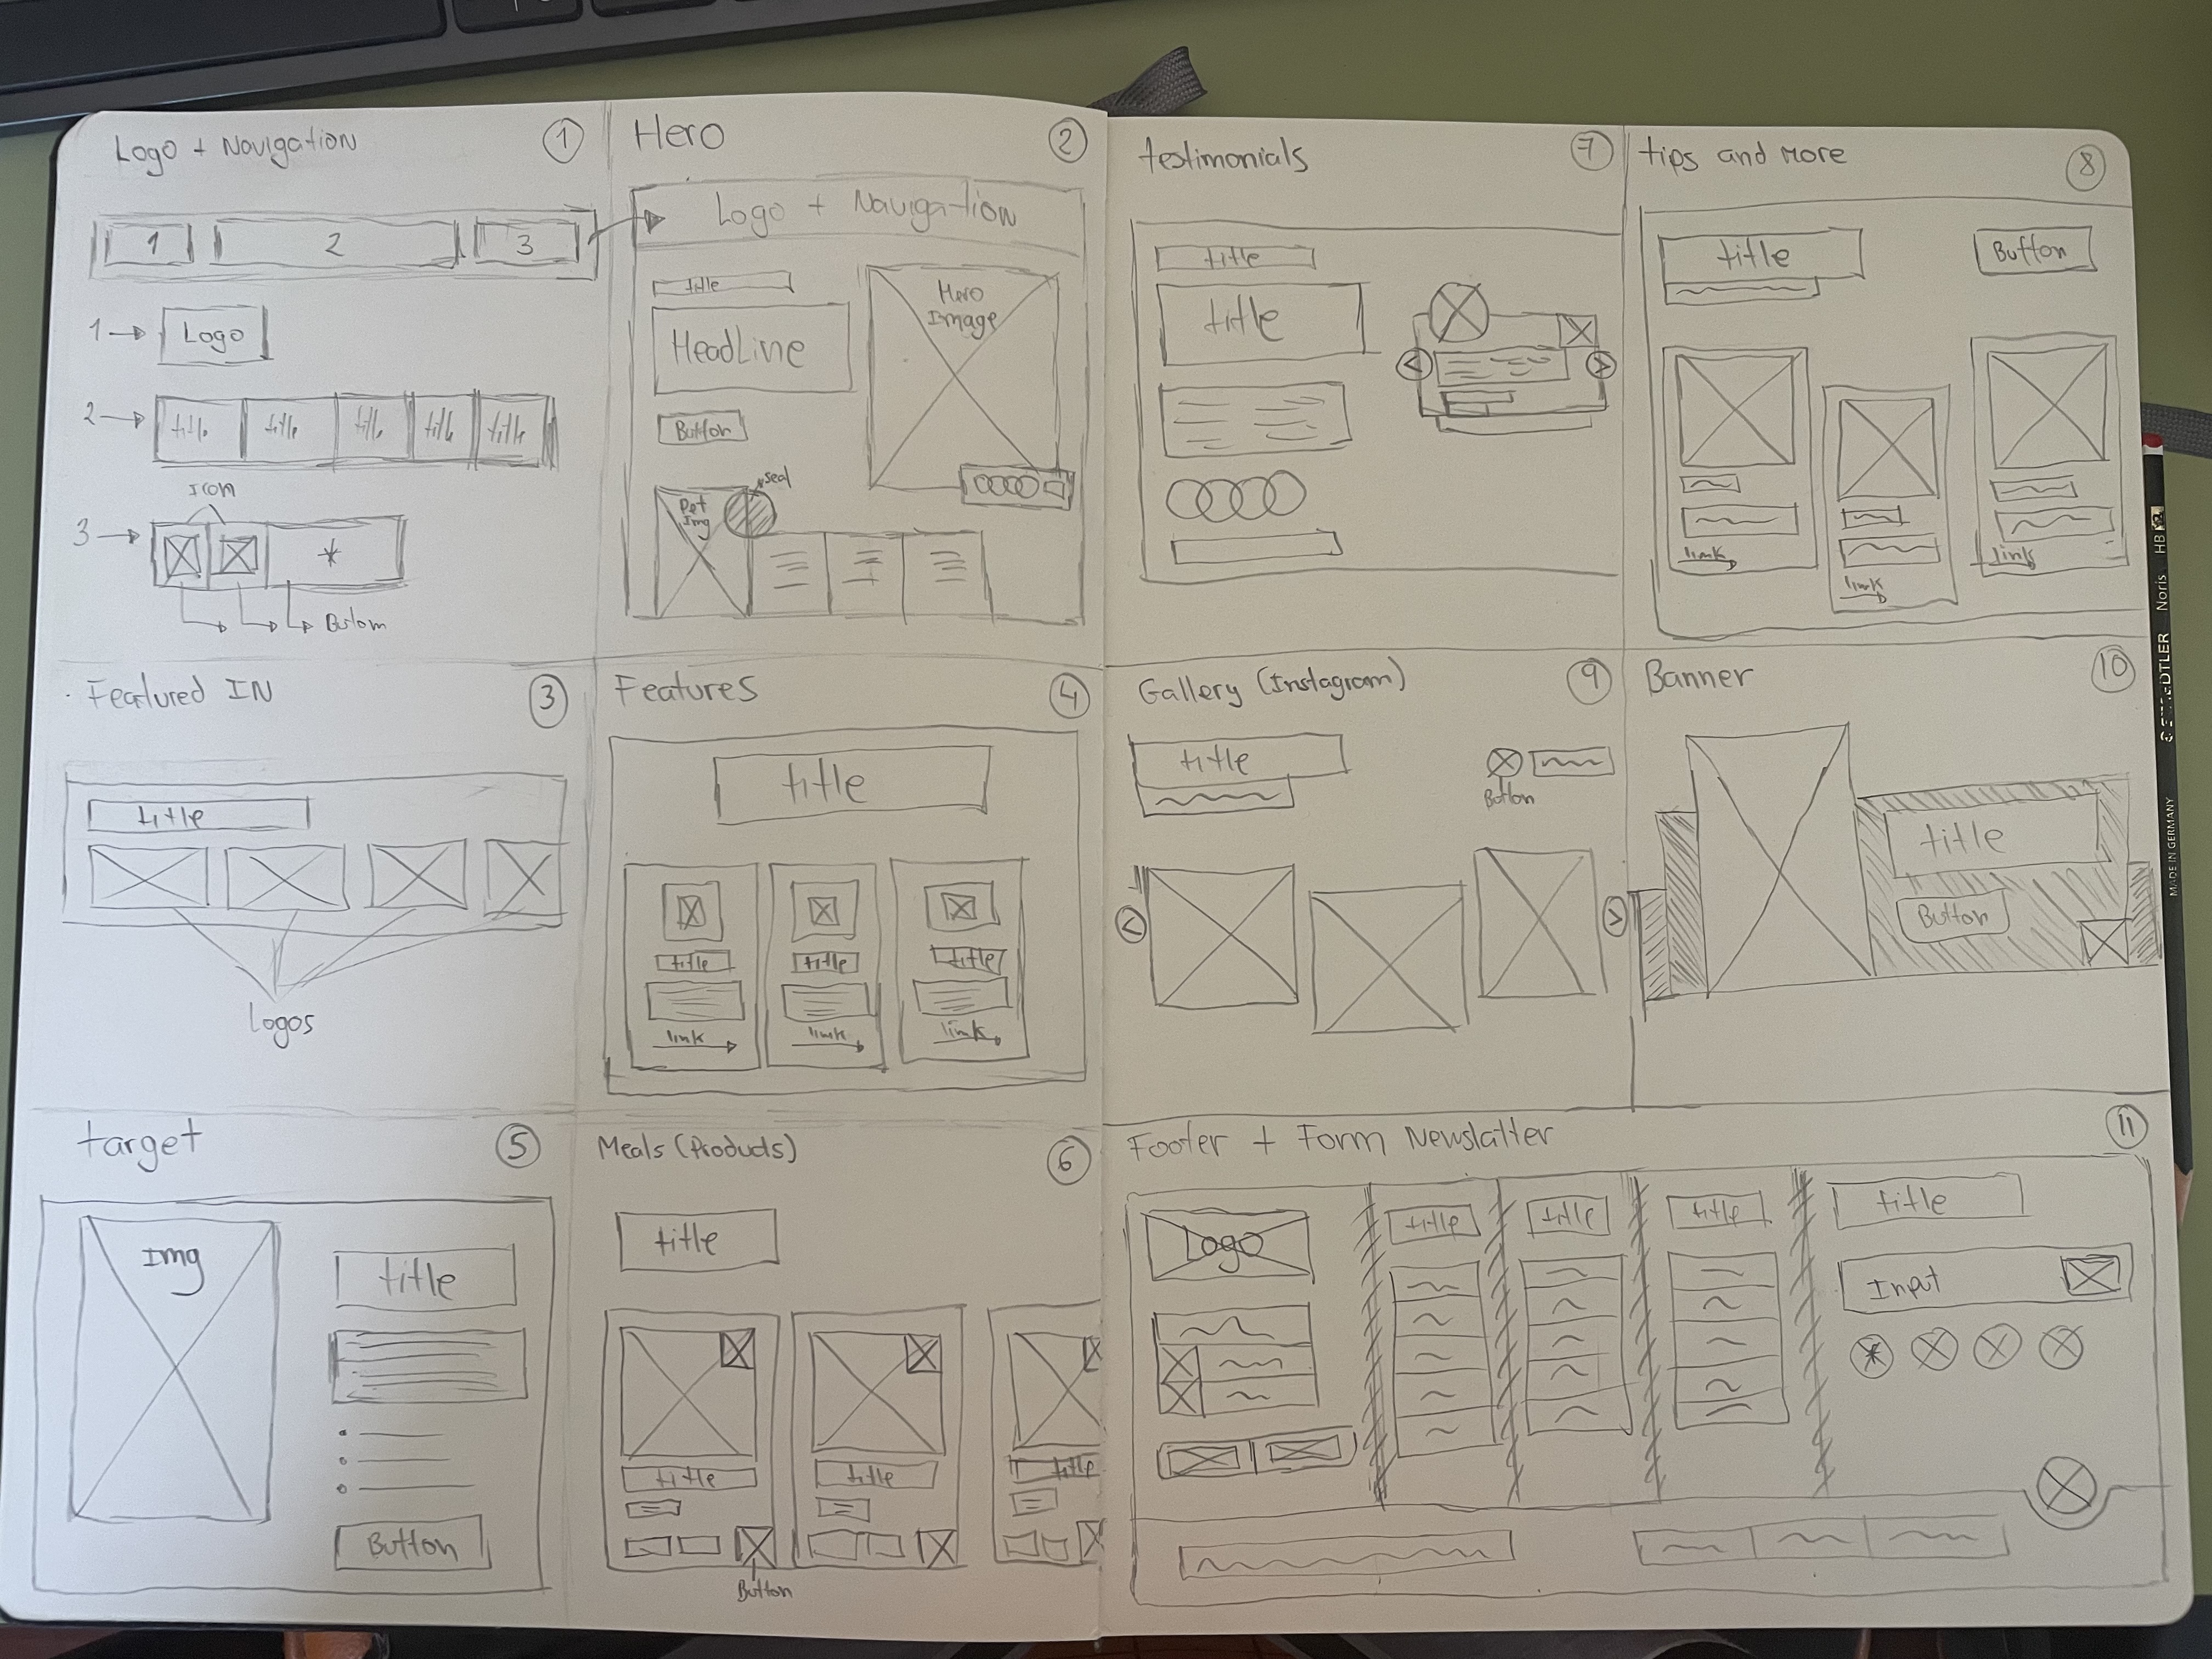 Logo + Navigation
1
1
2
3
1
Logo
2
title
title
title
title
title
Icon
3
*
Hero
2
Logo + Navigation
title
HeadLine
Button
Hero
Image
seal
Pet
Img
Featured IN
3
title
Logos
Features
4
title
title
title
title
link
link
link
target
5
Img
title
Button
Meals (Products)
6
title
title
title
title
Button
testimonials
7
title
title
<
>
tips and more
8
title
Button
link
link
link
Gallery (Instagram)
9
title
Button
<
>
Banner
10
title
Button
Footer + Form Newslatter
11
Logo
title
title
title
title
Input
STAEDTLER Noris HB 2
MADE IN GERMANY